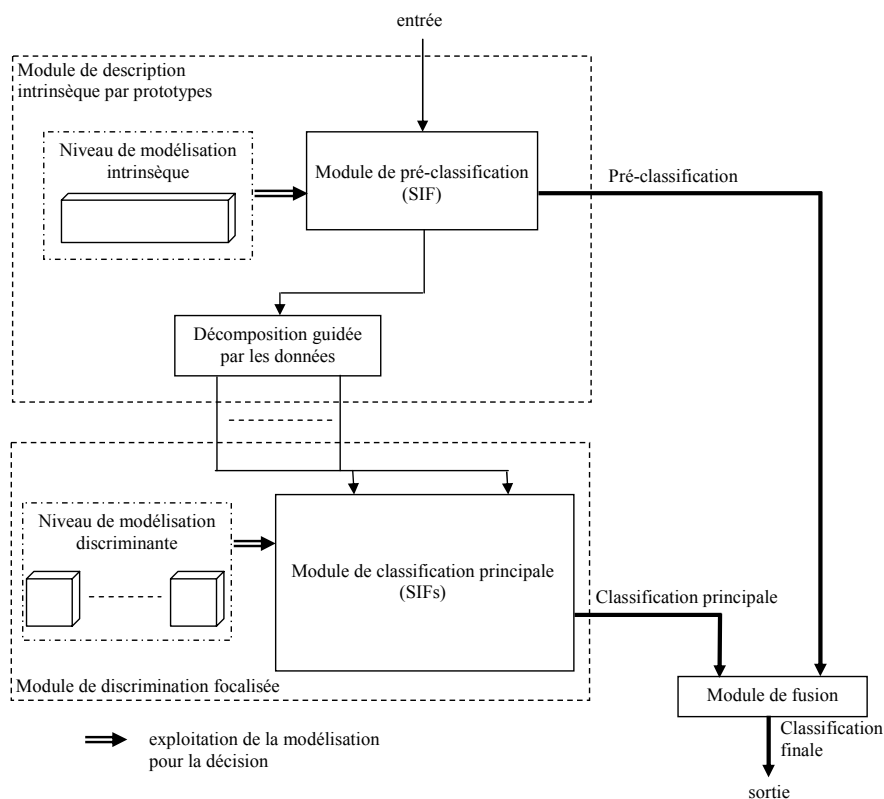 entrée
Module de description
intrinsèque par prototypes
Niveau de modélisation
intrinsèque
Module de pré-classification
(SIF)
Pré-classification
Décomposition guidée
par les données
Niveau de modélisation
discriminante
Module de classification principale
(SIFs)
Classification principale
Module de discrimination focalisée
Module de fusion
exploitation de la modélisation
pour la décision
Classification
finale
sortie